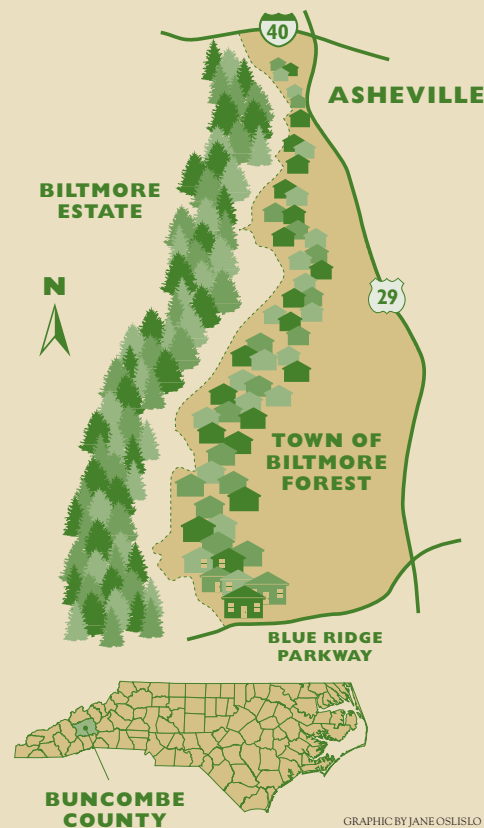 40
ASHEVILLE
BILTMORE
ESTATE
N
29
TOWN OF
BILTMORE
FOREST
BLUE RIDGE
PARKWAY
BUNCOMBE
COUNTY
GRAPHIC BY JANE OSLISLO